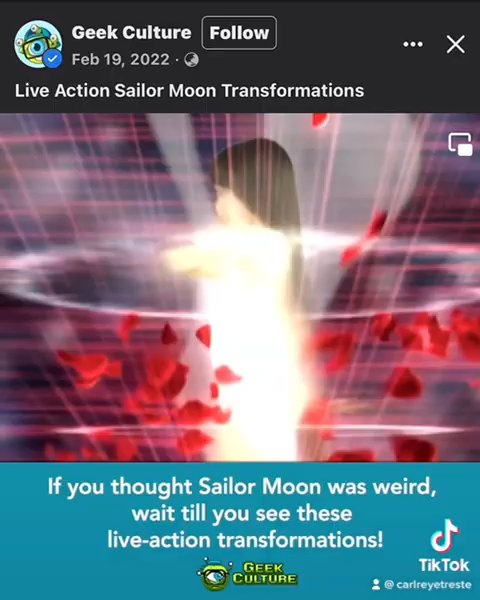 Geek Culture
Follow
Feb 19, 2022 ·
Live Action Sailor Moon Transformations
If you thought Sailor Moon was weird,
wait till you see these
live-action transformations!
GEEK
CULTURE
TikTok
@ carlreyetreste